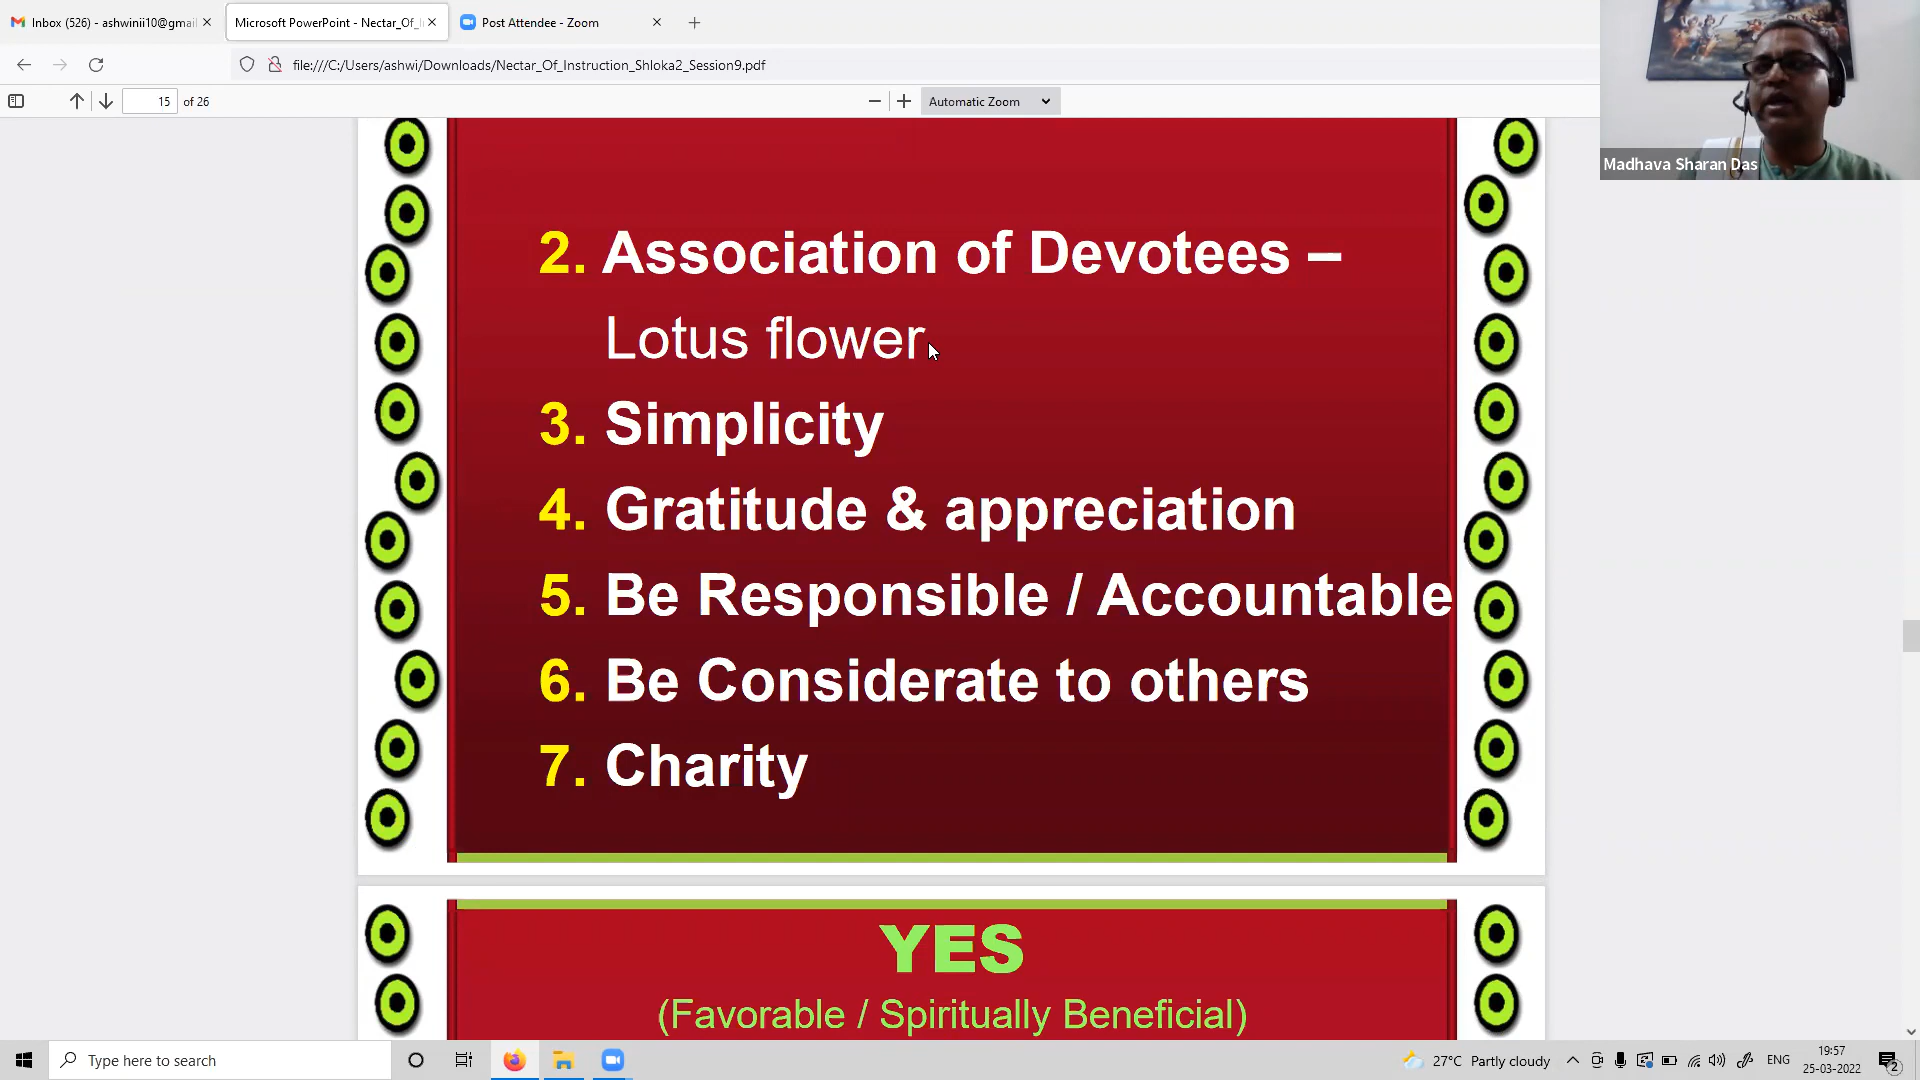 Inbox (526) - ashwinii10@gmai
Microsoft PowerPoint - Nectar_Of_I
Post Attendee - Zoom
file:///C:/Users/ashwi/Downloads/Nectar_Of_Instruction_Shloka2_Session9.pdf
15 of 26
Automatic Zoom
Madhava Sharan Das
2. Association of Devotees –
Lotus flower
3. Simplicity
4. Gratitude & appreciation
5. Be Responsible / Accountable
6. Be Considerate to others
7. Charity
YES
(Favorable / Spiritually Beneficial)
Type here to search
27°C Partly cloudy
ENG
19:57
25-03-2022
2